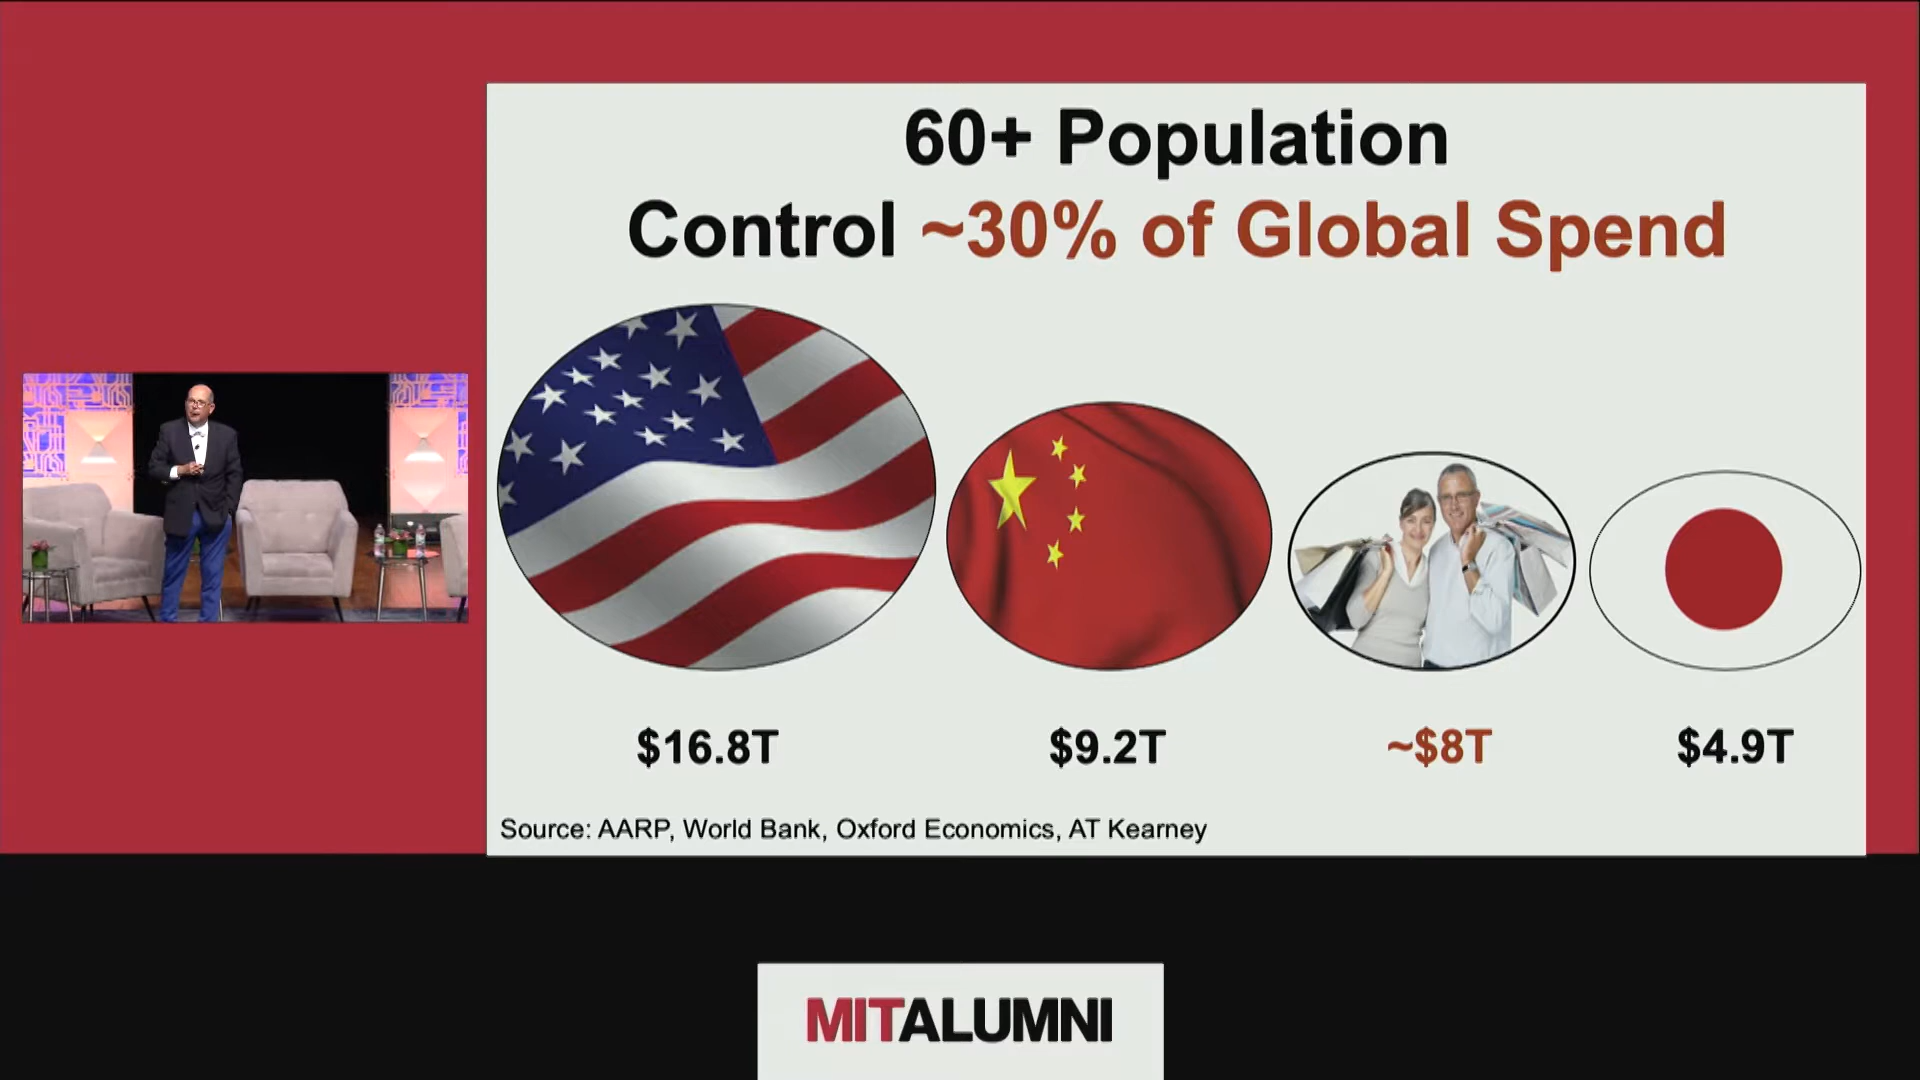 60+ Population
Control ~30% of Global Spend
$16.8T
$9.2T
~$8T
$4.9T
Source: AARP, World Bank, Oxford Economics, AT Kearney
MITALUMNI